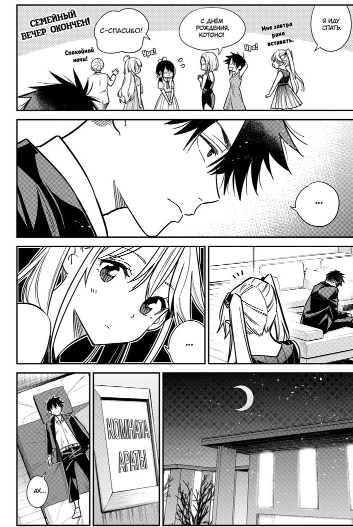 СЕМЕЙНЫЙ
ВЕЧЕР ОКОНЧЕН!
Спокойной
ночи!
С-СПАСИБО!
Ура!
С ДНЁМ
РОЖДЕНИЯ,
КОТОНО!
Ура!
Мне завтра
рано
вставать.
Я ИДУ
СПАТЬ.
...
...
АХ...
КОМНАТА
АРАТЫ